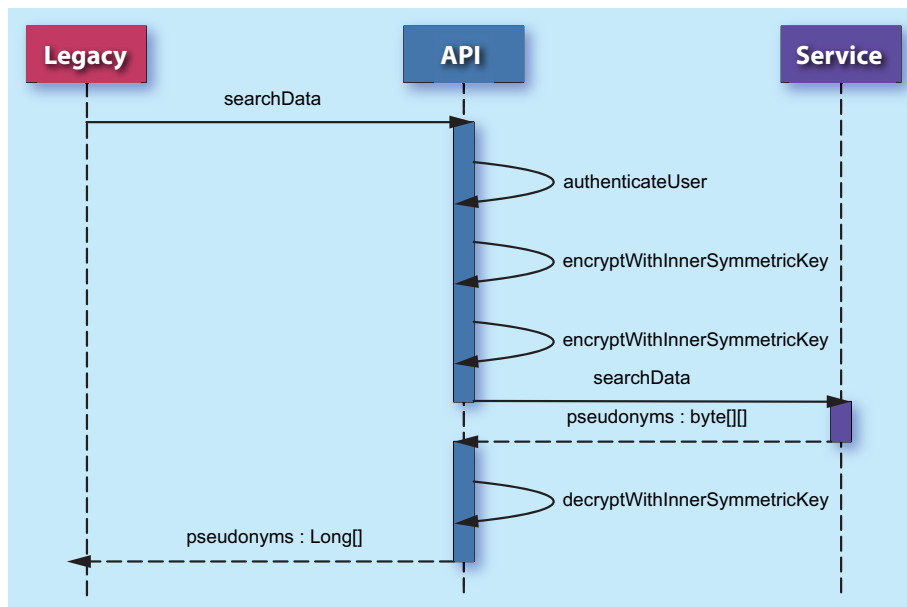 Legacy
API
Service
searchData
authenticateUser
encryptWithInnerSymmetricKey
encryptWithInnerSymmetricKey
searchData
pseudonyms : byte[][]
decryptWithInnerSymmetricKey
pseudonyms : Long[]